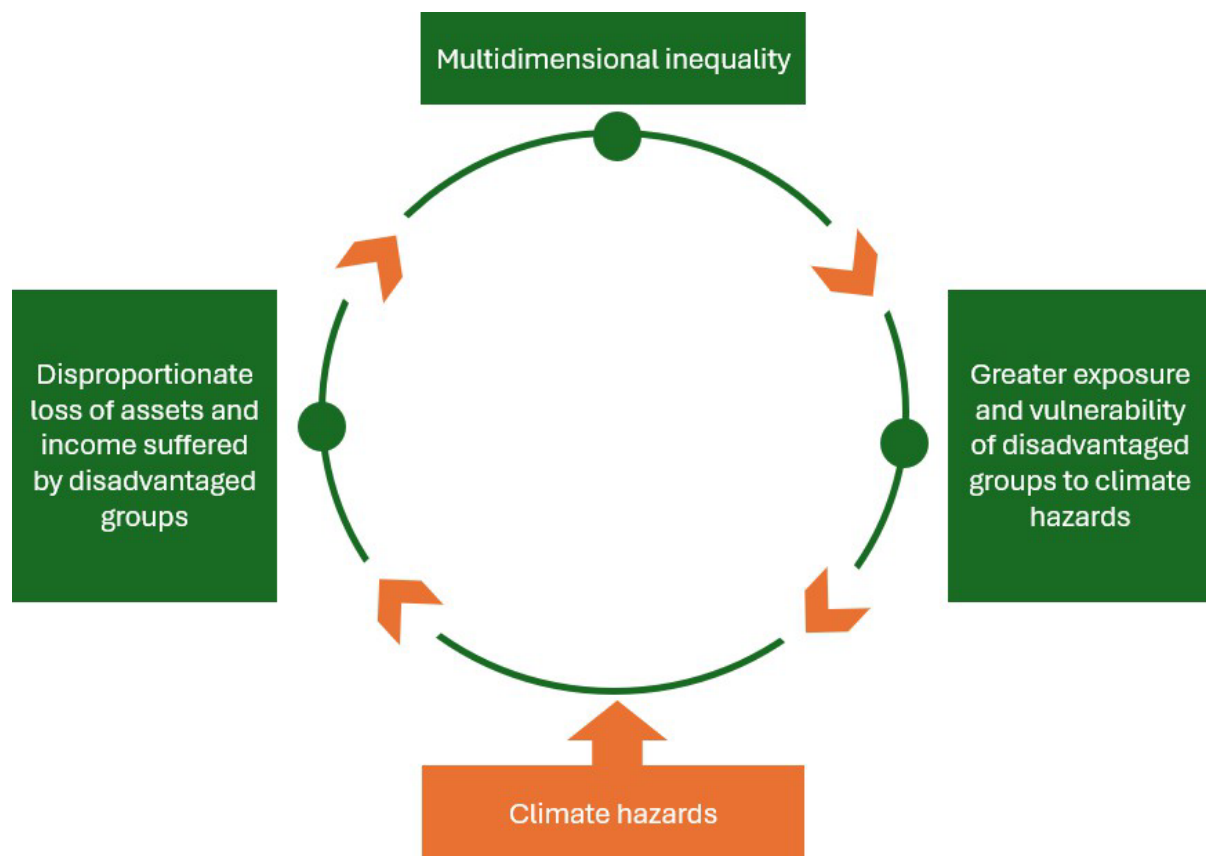 Multidimensional inequality
Disproportionate
loss of assets and
income suffered
by disadvantaged
groups
Greater exposure
and vulnerability
of disadvantaged
groups to climate
hazards
Climate hazards